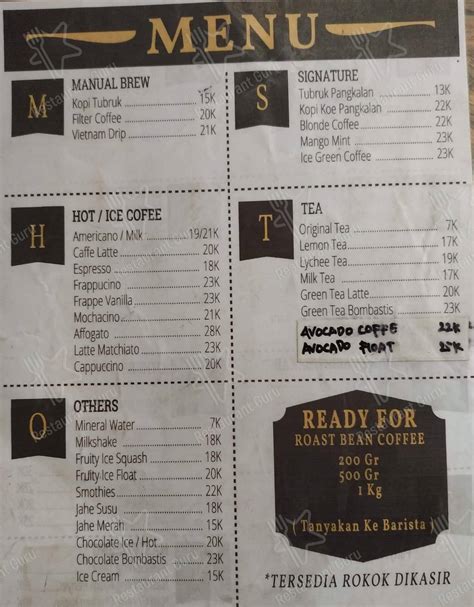 MENU
M
MANUAL BREW
Kopi Tubruk 15K
Filter Coffee 20K
Vietnam Drip 21K
S
SIGNATURE
Tubruk Pangkalan 13K
Kopi Koe Pangkalan 22K
Blonde Coffee 22K
Mango Mint 23K
Ice Green Coffee 23K
H
HOT / ICE COFEE
Americano / Milk 19/21K
Caffe Latte 20K
Espresso 18K
Frappucino 23K
Frappe Vanilla 23K
Mochacino 21K
Affogato 28K
Latte Matchiato 23K
Cappuccino 20K
T
TEA
Original Tea 7K
Lemon Tea 17K
Lychee Tea 17K
Milk Tea 17K
Green Tea Latte 20K
Green Tea Bombastis 23K
AVOCADO COFFE 22K
AVOCADO FLOAT 25K
O
OTHERS
Mineral Water 7K
Milkshake 18K
Fruity Ice Squash 18K
Fruity Ice Float 20K
Smothies 22K
Jahe Susu 18K
Jahe Merah 15K
Chocolate Ice / Hot 20K
Chocolate Bombastis 23K
Ice Cream 15K
READY FOR
ROAST BEAN COFFEE
200 Gr
500 Gr
1 Kg
( Tanyakan Ke Barista )
*TERSEDIA ROKOK DIKASIR
Restaurant Guru